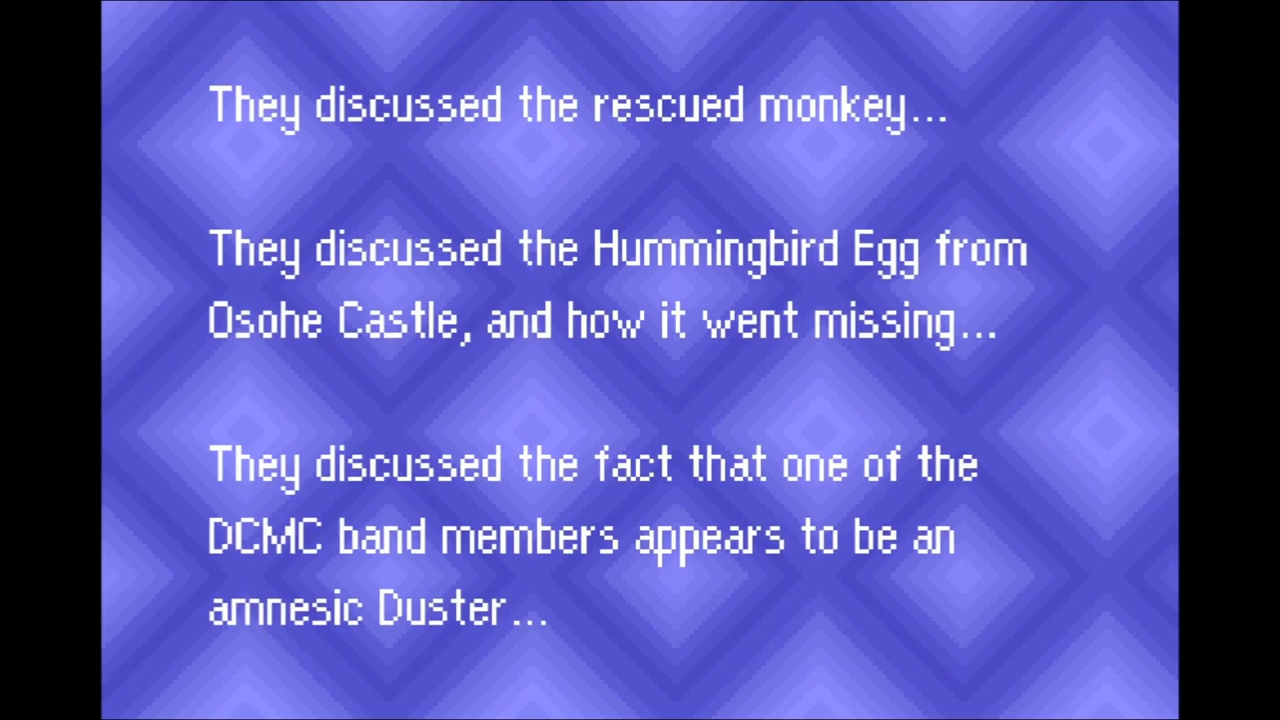 They discussed the rescued monkey...
They discussed the Hummingbird Egg from
Osohe Castle, and how it went missing...
They discussed the fact that one of the
DCMC band members appears to be an
amnesic Duster...